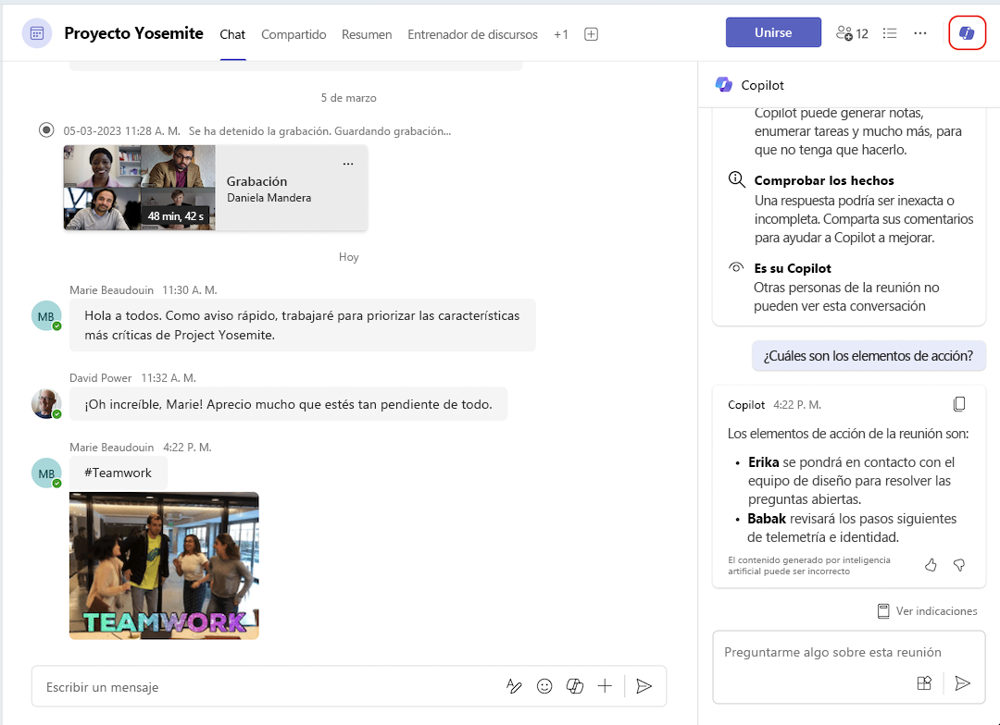 Proyecto Yosemite
Chat
Compartido
Resumen
Entrenador de discursos
+1
Unirse
12
5 de marzo
05-03-2023 11:28 A. M. Se ha detenido la grabación. Guardando grabación...
Grabación
Daniela Mandera
48 min, 42 s
Hoy
Marie Beaudouin 11:30 A. M.
MB
Hola a todos. Como aviso rápido, trabajaré para priorizar las características
más críticas de Project Yosemite.
David Power 11:32 A. M.
¡Oh increíble, Marie! Aprecio mucho que estés tan pendiente de todo.
Marie Beaudouin 4:22 P. M.
MB
#Teamwork
TEAMWORK
Escribir un mensaje
Copilot
Copilot puede generar notas,
enumerar tareas y mucho más, para
que no tenga que hacerlo.
Comprobar los hechos
Una respuesta podría ser inexacta o
incompleta. Comparta sus comentarios
para ayudar a Copilot a mejorar.
Es su Copilot
Otras personas de la reunión no
pueden ver esta conversación
¿Cuáles son los elementos de acción?
Copilot 4:22 P. M.
Los elementos de acción de la reunión son:
• Erika se pondrá en contacto con el
equipo de diseño para resolver las
preguntas abiertas.
• Babak revisará los pasos siguientes
de telemetría e identidad.
El contenido generado por inteligencia
artificial puede ser incorrecto
Ver indicaciones
Preguntarme algo sobre esta reunión